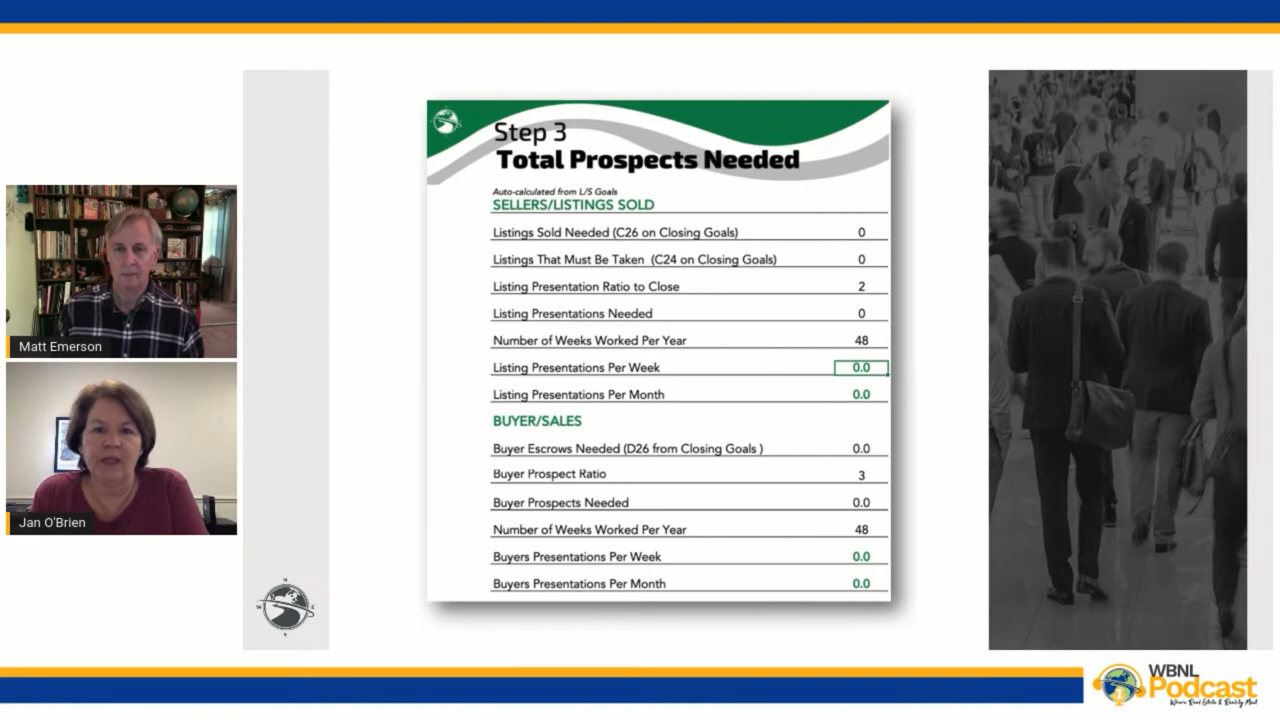 Step 3
Total Prospects Needed
Auto-calculated from L/S Goals
SELLERS/LISTINGS SOLD
Listings Sold Needed (C26 on Closing Goals) 0
Listings That Must Be Taken (C24 on Closing Goals) 0
Listing Presentation Ratio to Close 2
Listing Presentations Needed 0
Number of Weeks Worked Per Year 48
Listing Presentations Per Week 0.0
Listing Presentations Per Month 0.0
BUYER/SALES
Buyer Escrows Needed (D26 from Closing Goals ) 0.0
Buyer Prospect Ratio 3
Buyer Prospects Needed 0.0
Number of Weeks Worked Per Year 48
Buyers Presentations Per Week 0.0
Buyers Presentations Per Month 0.0
Matt Emerson
Jan O'Brien
N
W E
S
WBNL
Podcast
Where Real Estate & Reality Meet